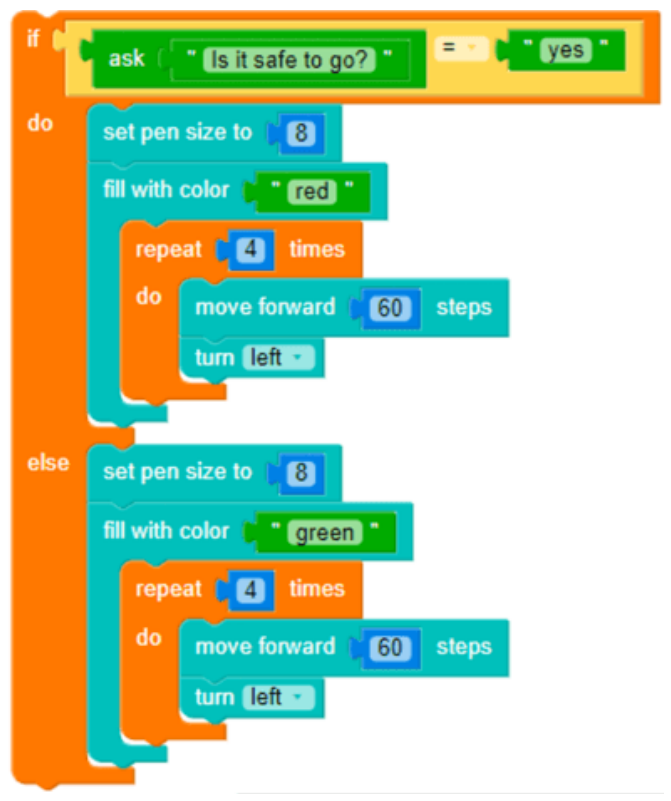 if ask " Is it safe to go? " = " yes "
do set pen size to 8
fill with color " red "
repeat 4 times
do move forward 60 steps
turn left
else set pen size to 8
fill with color " green "
repeat 4 times
do move forward 60 steps
turn left